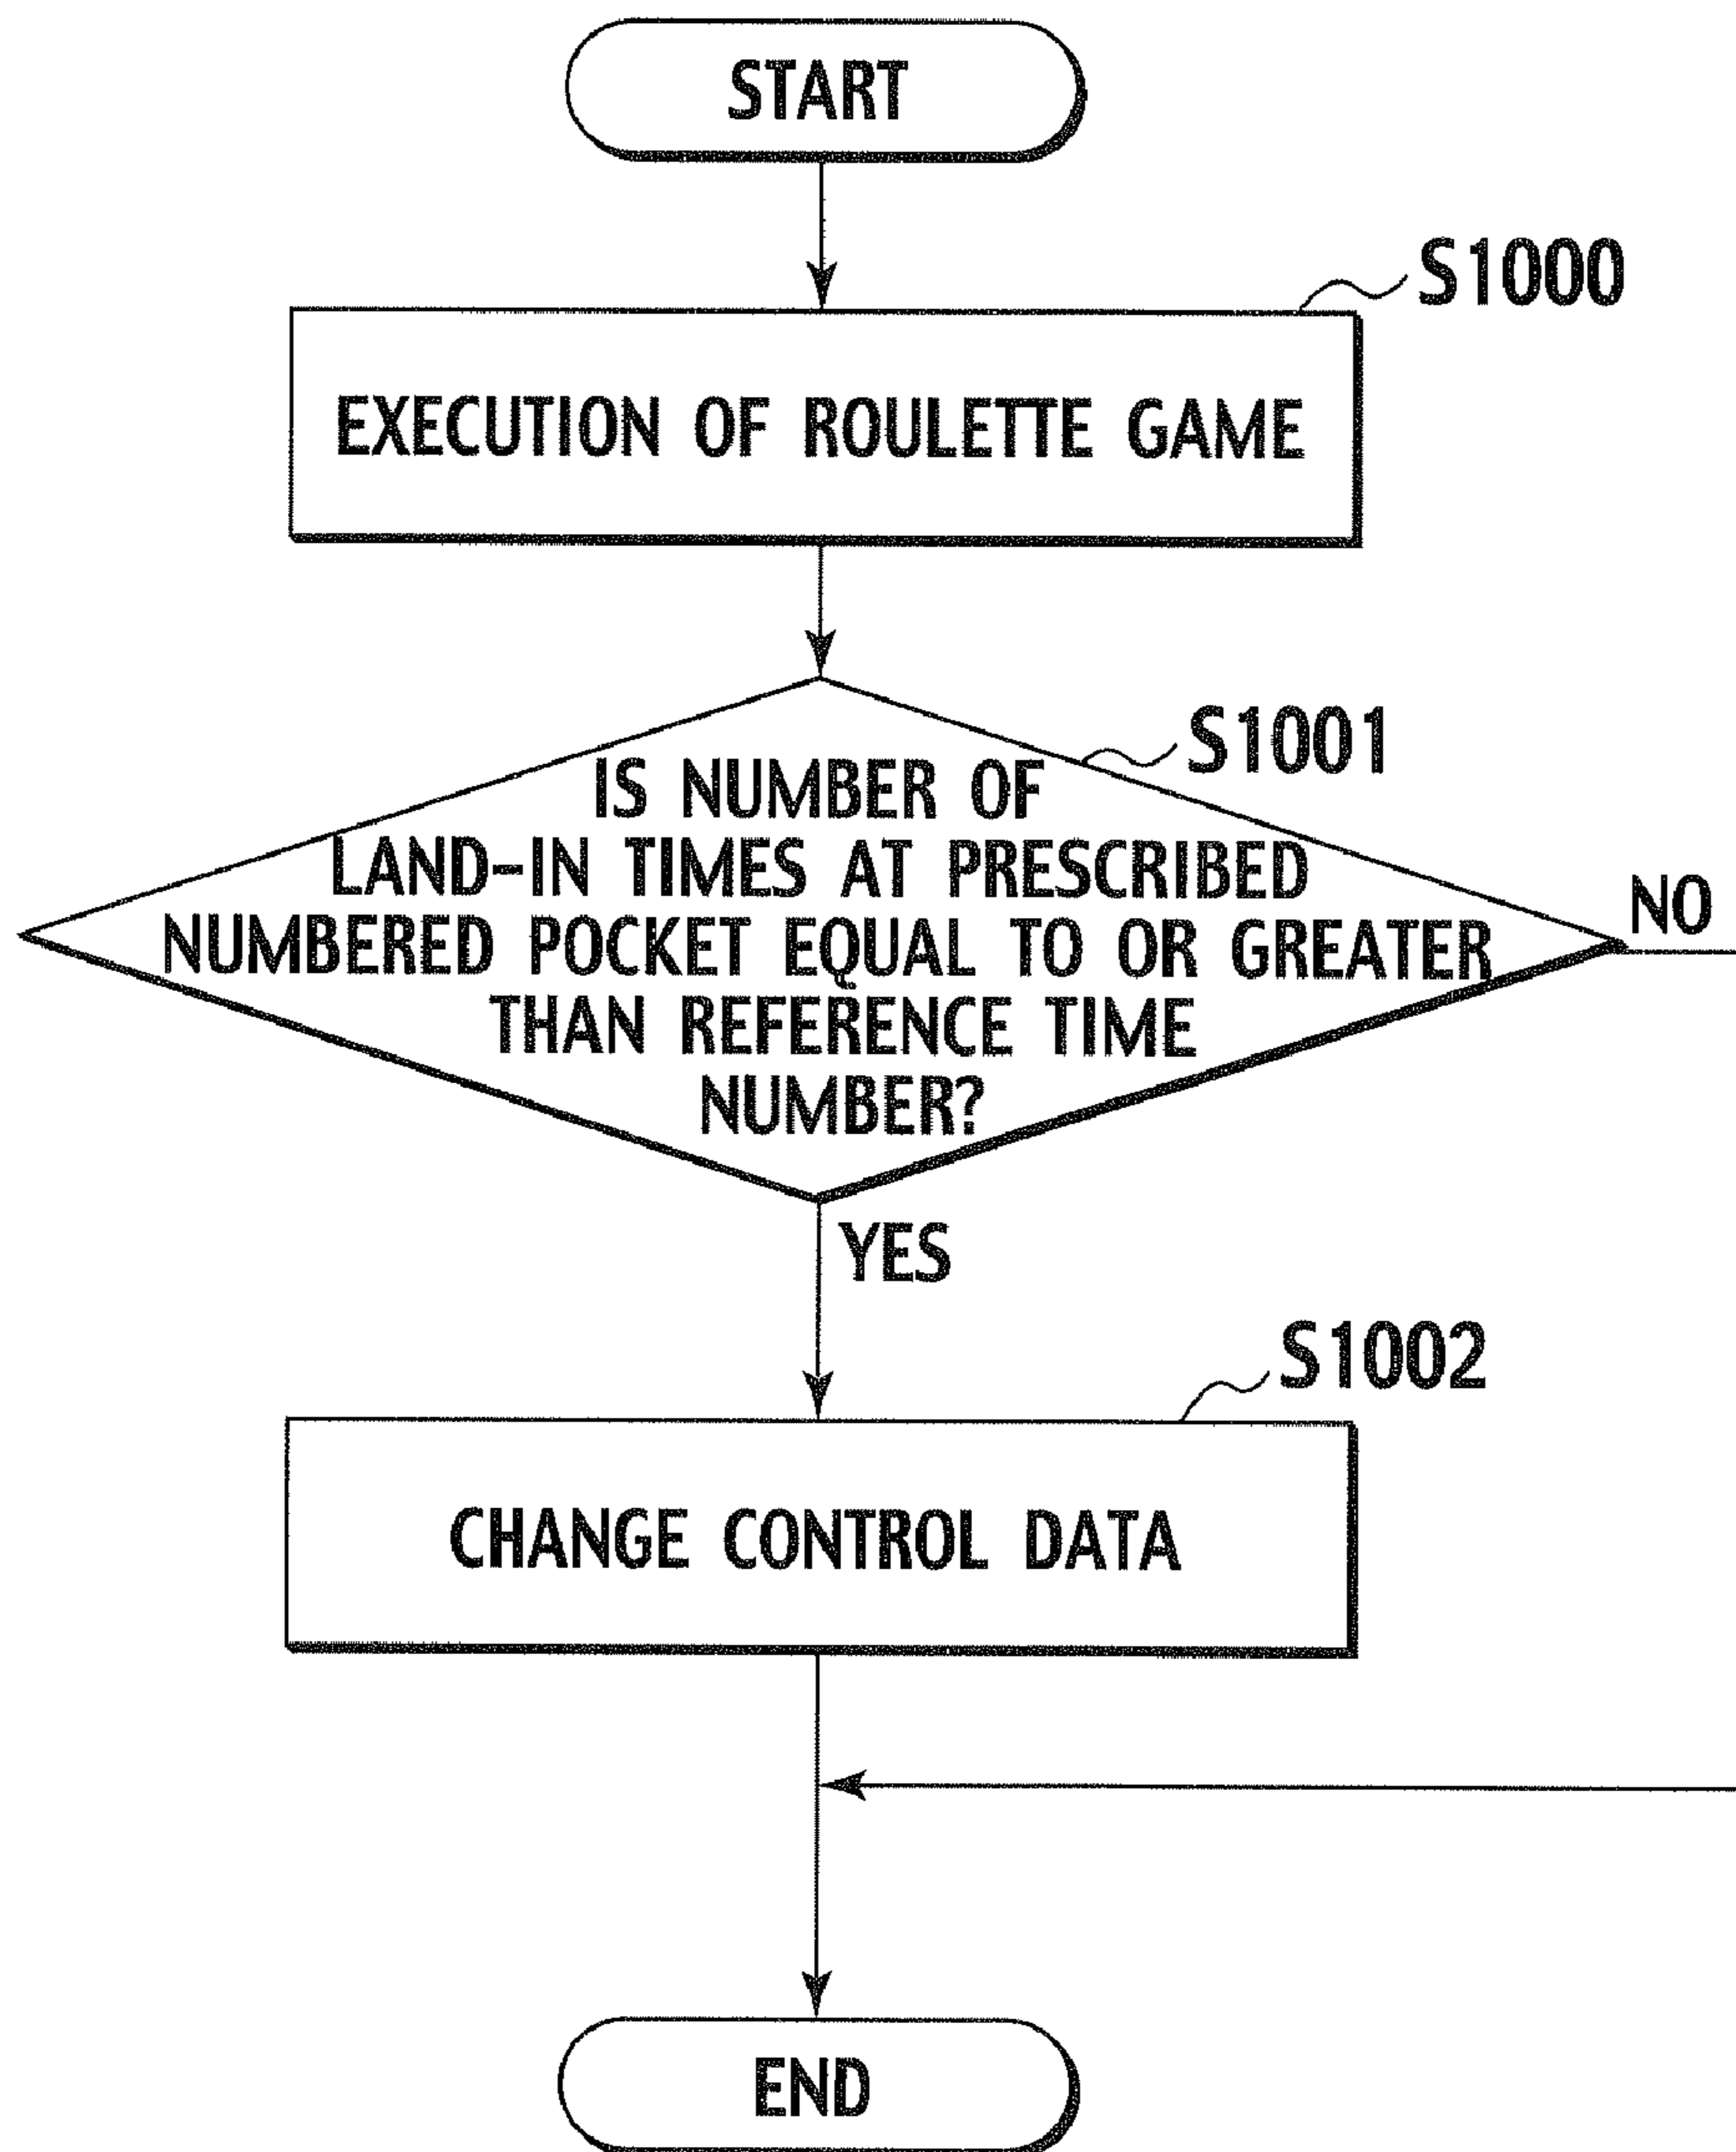 START
S1000
EXECUTION OF ROULETTE GAME
S1001
IS NUMBER OF
LAND-IN TIMES AT PRESCRIBED
NUMBERED POCKET EQUAL TO OR GREATER
THAN REFERENCE TIME
NUMBER?
NO
YES
S1002
CHANGE CONTROL DATA
END